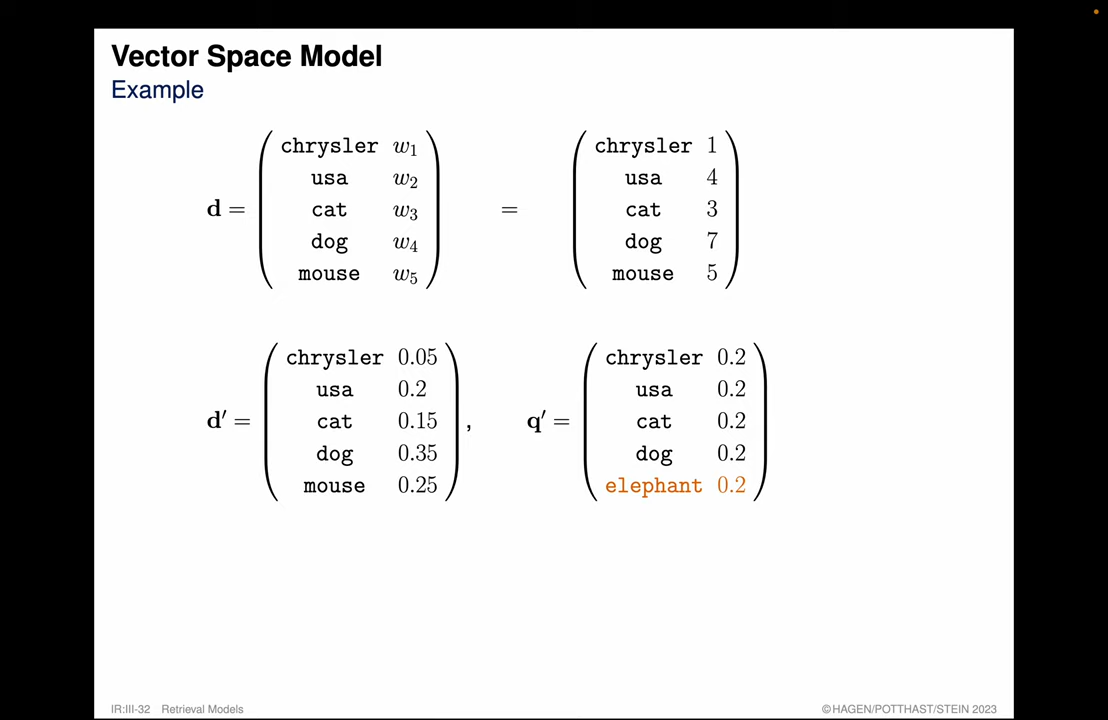 Vector Space Model
Example
d = ( chrysler w₁ = ( chrysler 1
usa w₂ usa 4
cat w₃ cat 3
dog w₄ dog 7
mouse w₅ ) mouse 5 )
d′ = ( chrysler 0.05 , q′ = ( chrysler 0.2
usa 0.2 usa 0.2
cat 0.15 cat 0.2
dog 0.35 dog 0.2
mouse 0.25 ) elephant 0.2 )
IR:III-32 Retrieval Models ©HAGEN/POTTHAST/STEIN 2023